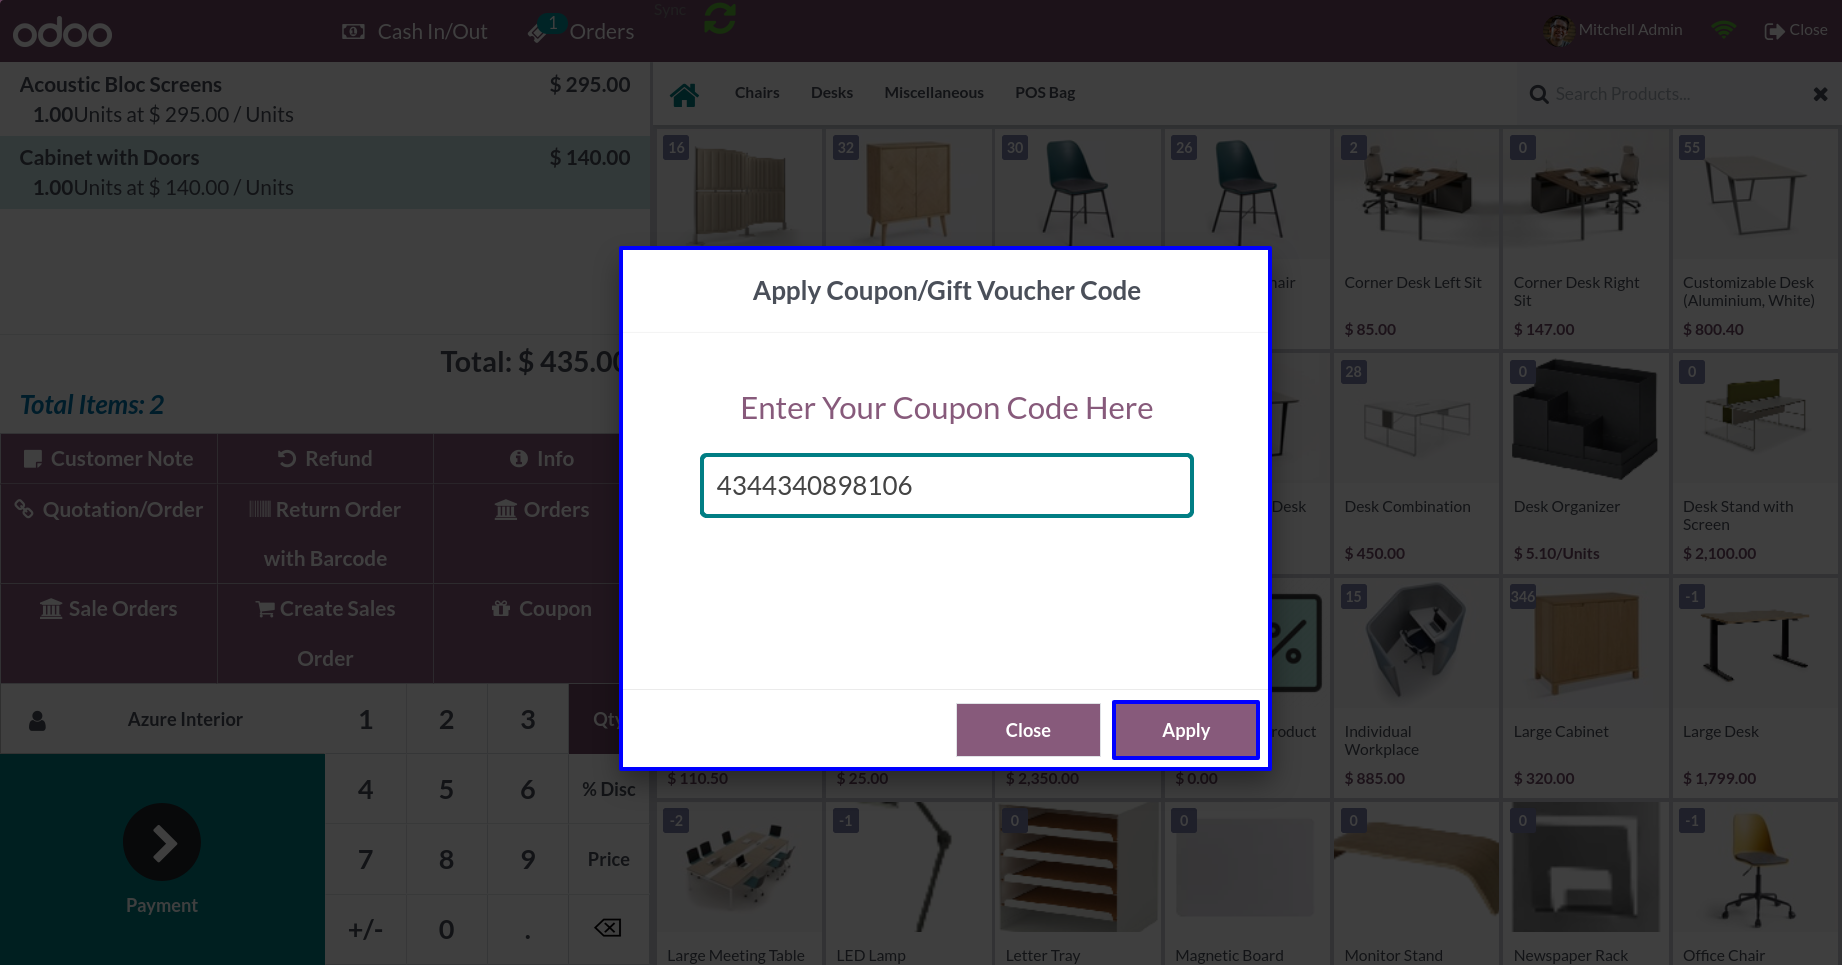 odoo
Cash In/Out
1
Orders
Sync
Mitchell Admin
Close
Acoustic Bloc Screens
$ 295.00
1.00Units at $ 295.00 / Units
Cabinet with Doors
$ 140.00
1.00Units at $ 140.00 / Units
Total: $ 435.00
Total Items: 2
Customer Note
Refund
Info
Quotation/Order
Return Order
with Barcode
Orders
Sale Orders
Create Sales
Order
Coupon
Azure Interior
1
2
3
Qty
4
5
6
% Disc
7
8
9
Price
+/-
0
.
Payment
Chairs
Desks
Miscellaneous
POS Bag
Search Products...
16
32
30
26
2
0
55
Corner Desk Left Sit
$ 85.00
Corner Desk Right
Sit
$ 147.00
Customizable Desk
(Aluminium, White)
$ 800.40
28
0
0
Desk
Desk Combination
$ 450.00
Desk Organizer
$ 5.10/Units
Desk Stand with
Screen
$ 2,100.00
15
346
-1
%
Individual
Workplace
$ 885.00
Large Cabinet
$ 320.00
Large Desk
$ 1,799.00
$ 110.50
$ 25.00
$ 2,350.00
$ 0.00
-2
-1
0
0
0
0
-1
Large Meeting Table
LED Lamp
Letter Tray
Magnetic Board
Monitor Stand
Newspaper Rack
Office Chair
Apply Coupon/Gift Voucher Code
Enter Your Coupon Code Here
4344340898106
Close
Apply